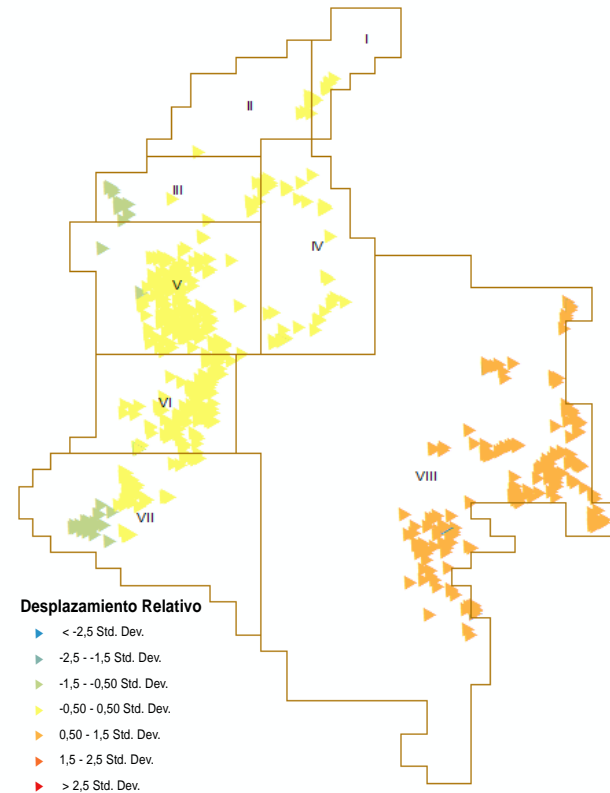 I
II
III
IV
V
VI
VIII
VII
Desplazamiento Relativo
< -2,5 Std. Dev.
-2,5 - -1,5 Std. Dev.
-1,5 - -0,50 Std. Dev.
-0,50 - 0,50 Std. Dev.
0,50 - 1,5 Std. Dev.
1,5 - 2,5 Std. Dev.
> 2,5 Std. Dev.